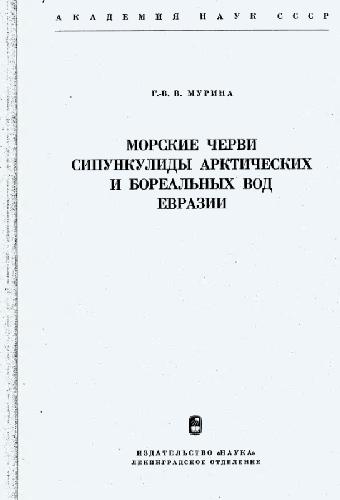 АКАДЕМИЯ НАУК СССР
Г.-В. В. МУРИНА
МОРСКИЕ ЧЕРВИ
СИПУНКУЛИДЫ АРКТИЧЕСКИХ
И БОРЕАЛЬНЫХ ВОД
ЕВРАЗИИ
ИЗДАТЕЛЬСТВО «НАУКА»
ЛЕНИНГРАДСКОЕ ОТДЕЛЕНИЕ